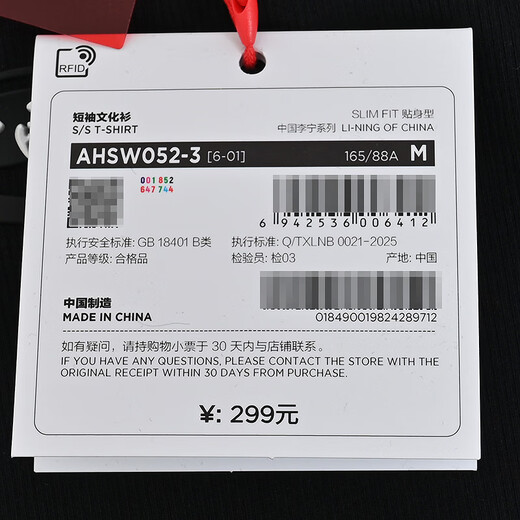 RFID
短袖文化衫
S/S T-SHIRT
SLIM FIT 贴身型
中国李宁系列 LI-NING OF CHINA
AHSW052-3 [6-01] 165/88A M
001 852
647 744
6 942536 006412
执行安全标准: GB 18401 B类
执行标准: Q/TXLNB 0021-2025
产品等级: 合格品
检验员: 检03
产地: 中国
中国制造
MADE IN CHINA
018490019824289712
如有疑问，请持购物小票于 30 天内与店铺联系。
IF YOU HAVE ANY QUESTIONS, PLEASE CONTACT THE STORE WITH THE
ORIGINAL RECEIPT WITHIN 30 DAYS FROM PURCHASE.
¥: 299元